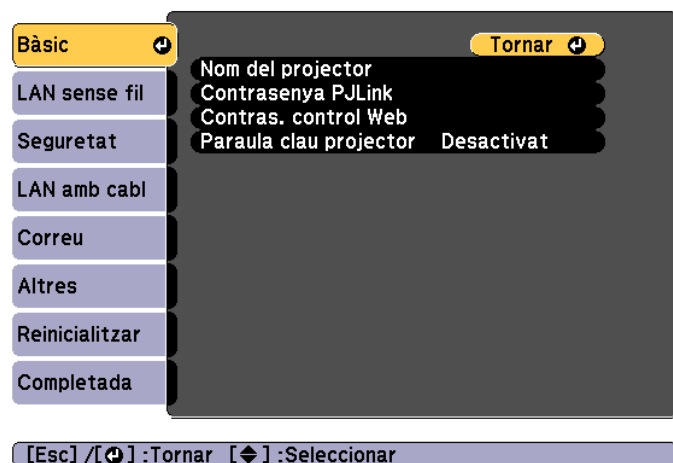 Bàsic
Tornar
Nom del projector
Contrasenya PJLink
Contras. control Web
Paraula clau projector Desactivat
LAN sense fil
Seguretat
LAN amb cabl
Correu
Altres
Reinicialitzar
Completada
[Esc] /[⏎] :Tornar [◆] :Seleccionar